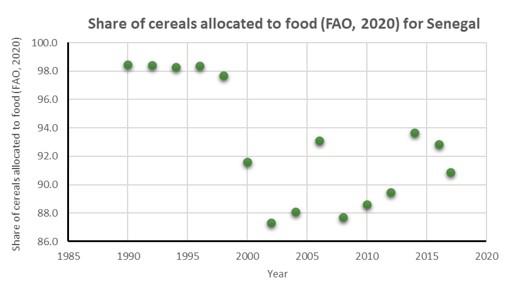 Share of cereals allocated to food (FAO, 2020) for Senegal
Share of cereals allocated to food (FAO, 2020)
100.0
98.0
96.0
94.0
92.0
90.0
88.0
86.0
1985 1990 1995 2000 2005 2010 2015 2020
Year